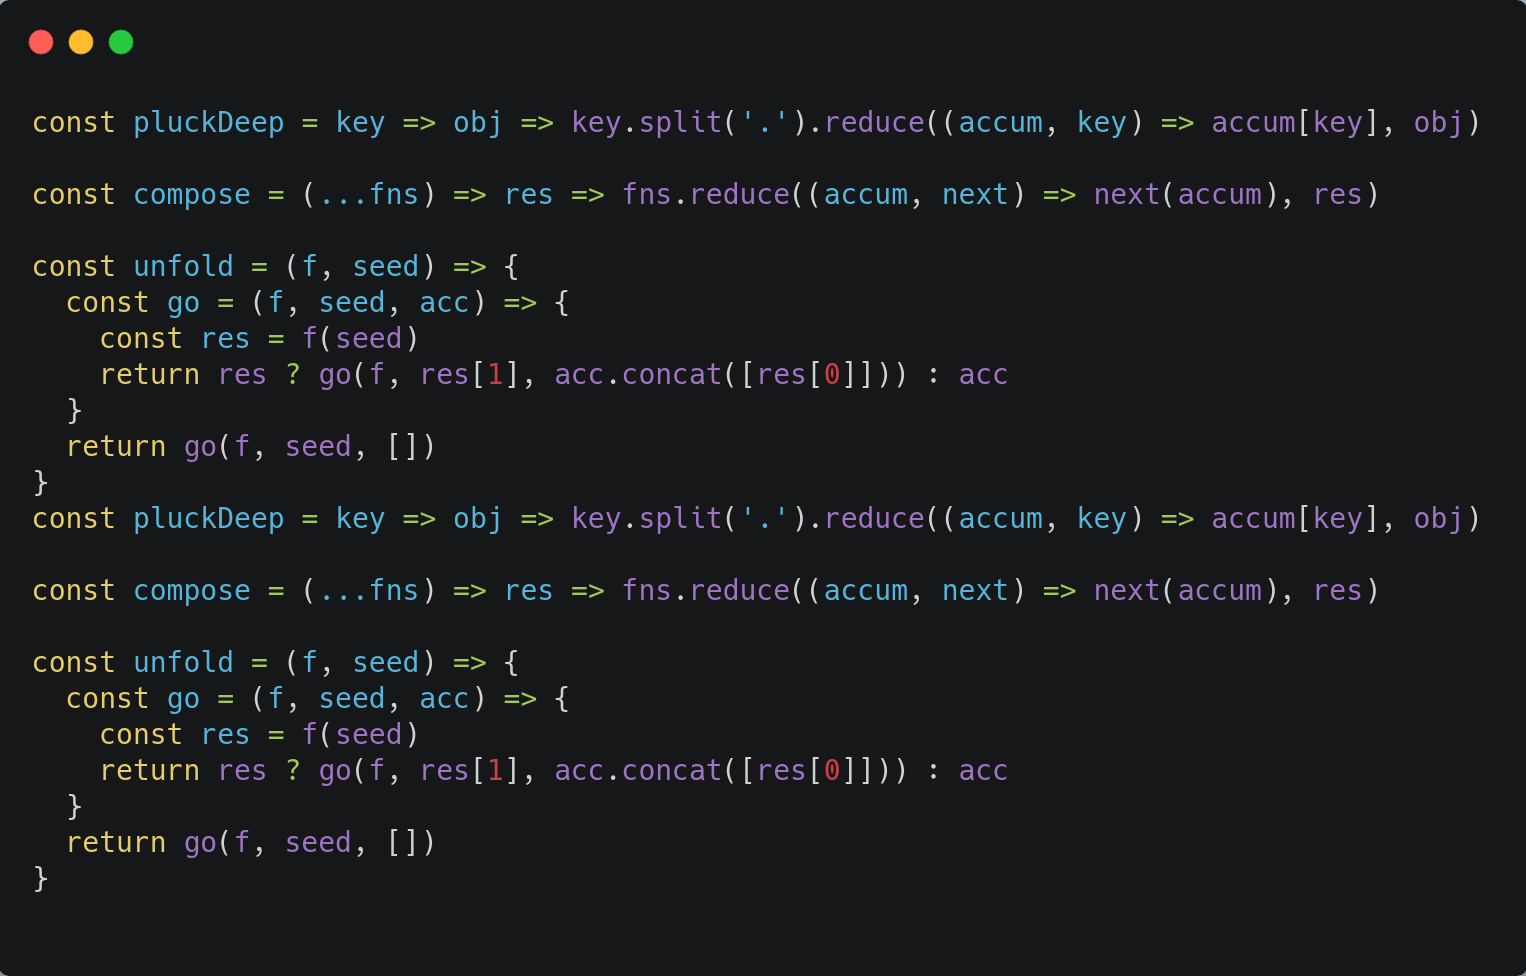 const pluckDeep = key => obj => key.split('.').reduce((accum, key) => accum[key], obj)
const compose = (...fns) => res => fns.reduce((accum, next) => next(accum), res)
const unfold = (f, seed) => {
  const go = (f, seed, acc) => {
    const res = f(seed)
    return res ? go(f, res[1], acc.concat([res[0]])) : acc
  }
  return go(f, seed, [])
}
const pluckDeep = key => obj => key.split('.').reduce((accum, key) => accum[key], obj)
const compose = (...fns) => res => fns.reduce((accum, next) => next(accum), res)
const unfold = (f, seed) => {
  const go = (f, seed, acc) => {
    const res = f(seed)
    return res ? go(f, res[1], acc.concat([res[0]])) : acc
  }
  return go(f, seed, [])
}